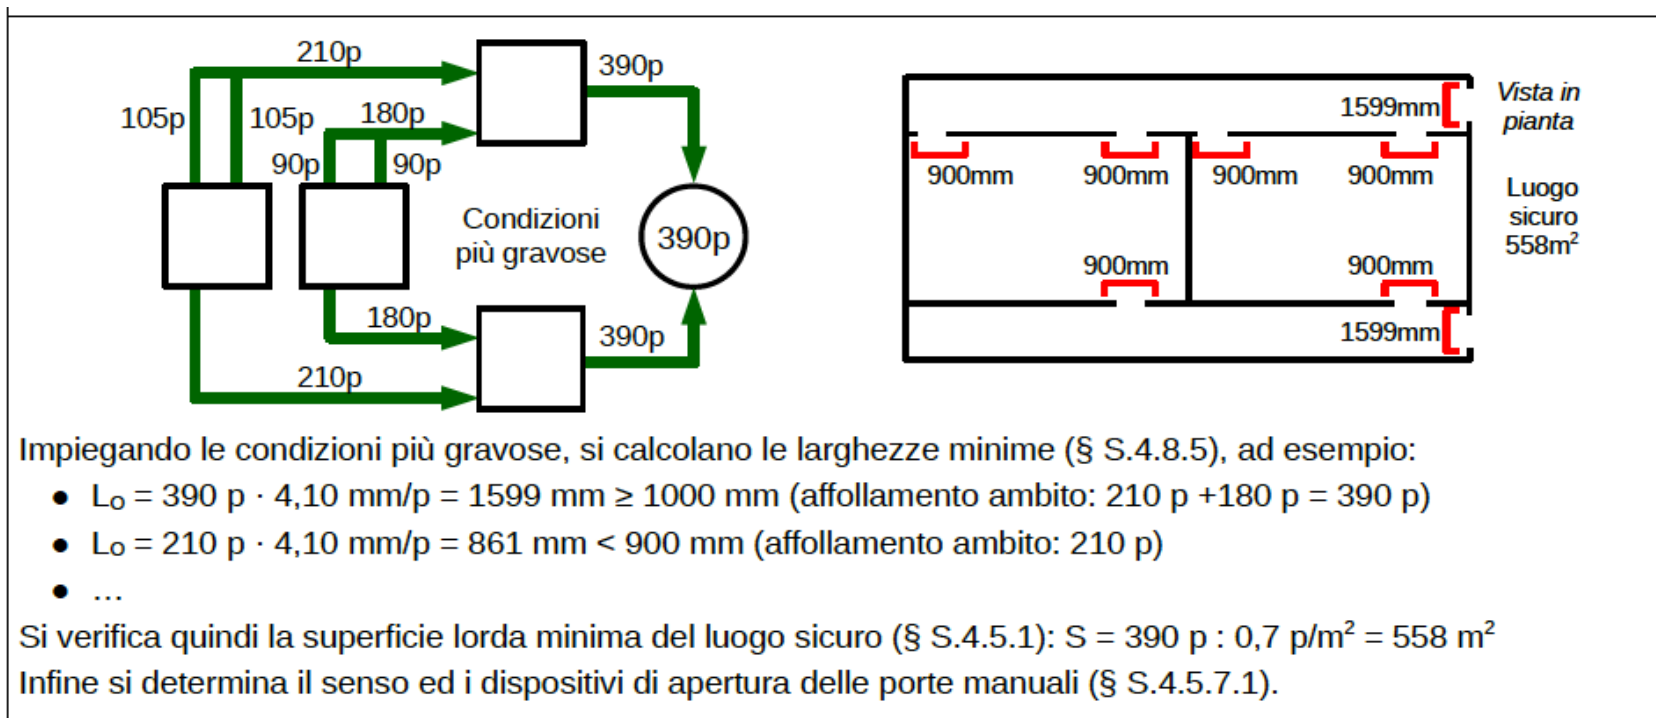 210p
390p
105p
105p
180p
90p
90p
Condizioni
più gravose
390p
180p
390p
210p
1599mm
Vista in
pianta
900mm
900mm
900mm
900mm
Luogo
sicuro
558m²
900mm
900mm
1599mm
Impiegando le condizioni più gravose, si calcolano le larghezze minime (§ S.4.8.5), ad esempio:
● L₀ = 390 p · 4,10 mm/p = 1599 mm ≥ 1000 mm (affollamento ambito: 210 p +180 p = 390 p)
● L₀ = 210 p · 4,10 mm/p = 861 mm < 900 mm (affollamento ambito: 210 p)
● …
Si verifica quindi la superficie lorda minima del luogo sicuro (§ S.4.5.1): S = 390 p : 0,7 p/m² = 558 m²
Infine si determina il senso ed i dispositivi di apertura delle porte manuali (§ S.4.5.7.1).